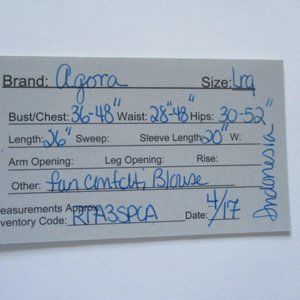 Brand: Agora Size: Lrg
Bust/Chest: 36-48" Waist: 28"-48" Hips: 30-52"
Length: 26" Sweep: Sleeve Length: 20" W:
Arm Opening: Leg Opening: Rise:
Other: Blouse
easurements Approx
ventory Code: Date: 4/17
Indonesia